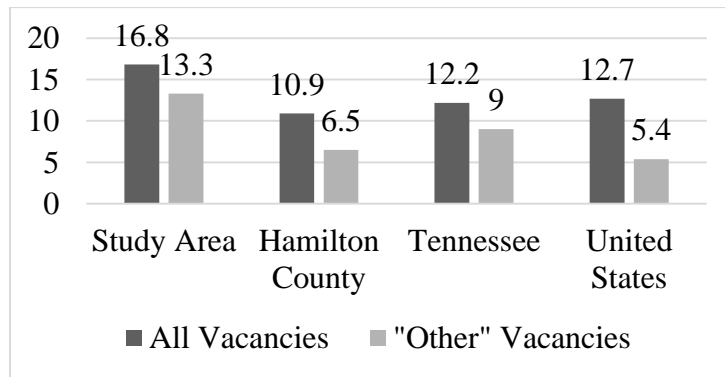 20
15
10
5
0
16.8
13.3
10.9
6.5
12.2
9
12.7
5.4
Study Area
Hamilton
County
Tennessee
United
States
All Vacancies
"Other" Vacancies